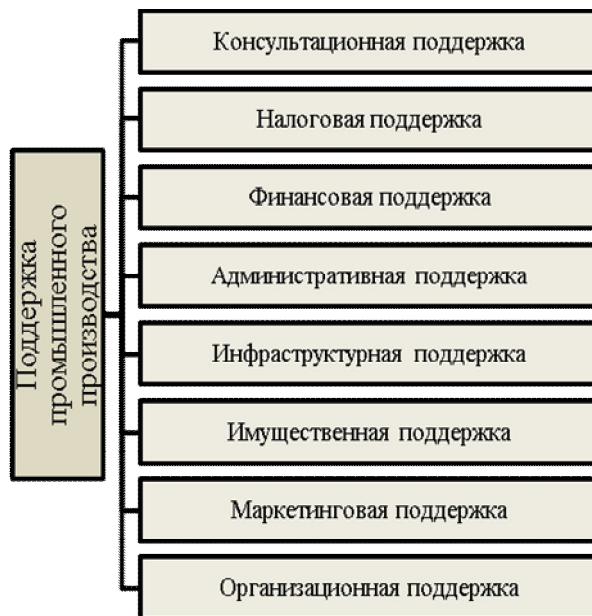 Поддержка
промышленного
производства
Консультационная поддержка
Налоговая поддержка
Финансовая поддержка
Административная поддержка
Инфраструктурная поддержка
Имущественная поддержка
Маркетинговая поддержка
Организационная поддержка